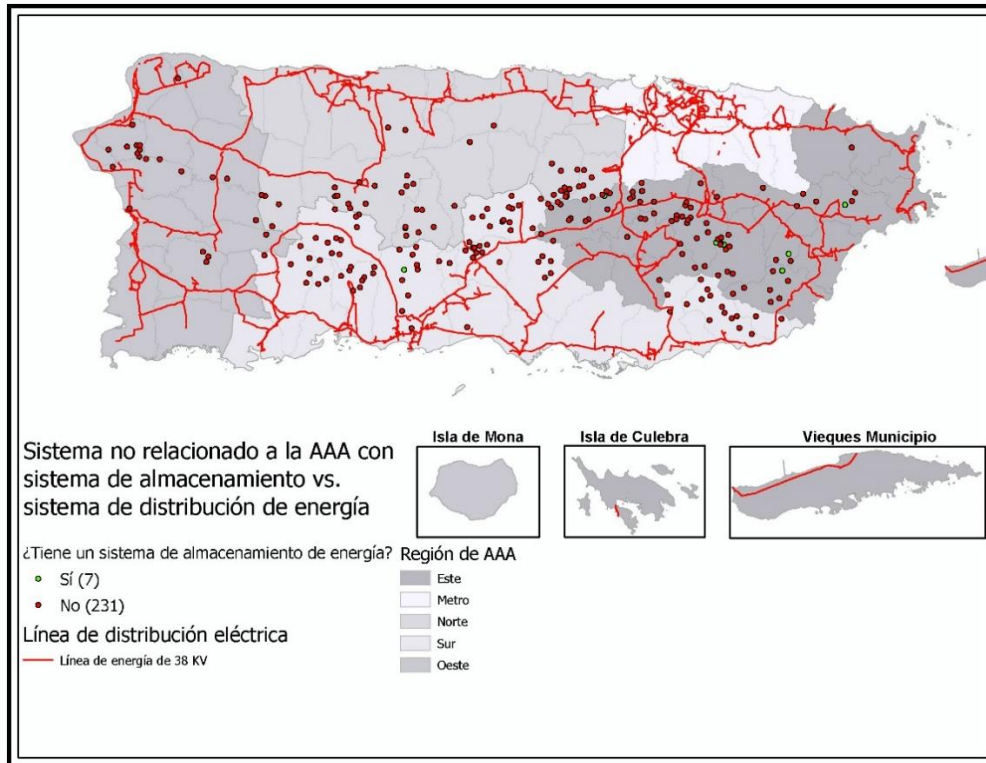 Isla de Mona
Isla de Culebra
Vieques Municipio
Sistema no relacionado a la AAA con
sistema de almacenamiento vs.
sistema de distribución de energía
¿Tiene un sistema de almacenamiento de energía?
Sí (7)
No (231)
Línea de distribución eléctrica
Línea de energía de 38 KV
Región de AAA
Este
Metro
Norte
Sur
Oeste